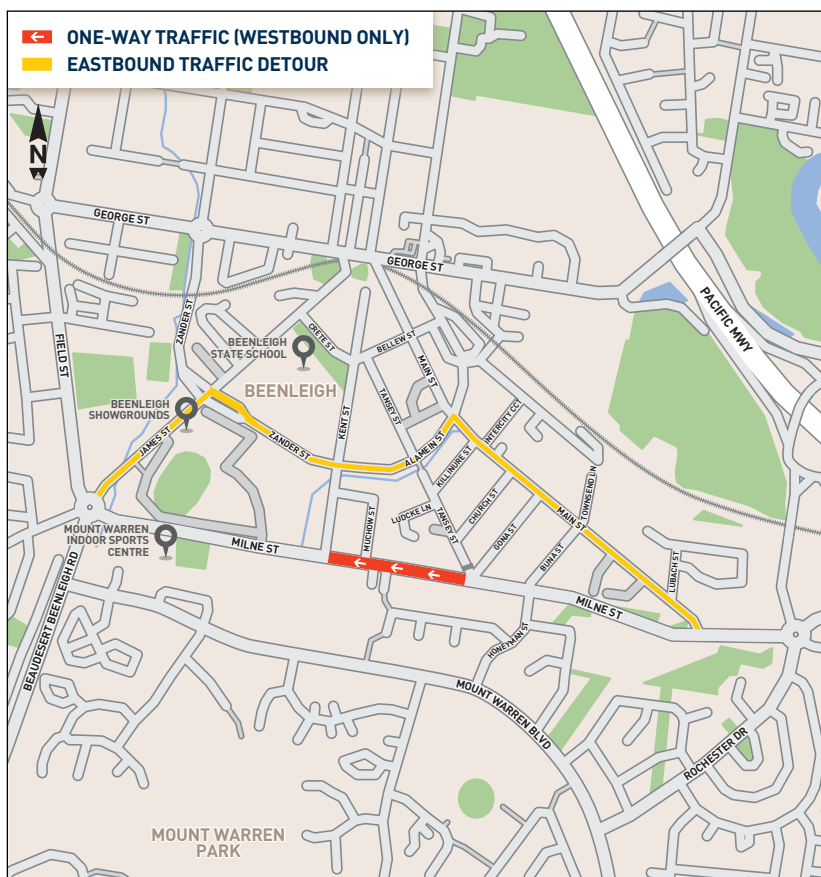 ONE-WAY TRAFFIC (WESTBOUND ONLY)
EASTBOUND TRAFFIC DETOUR
N
GEORGE ST
GEORGE ST
PACIFIC MWY
ZANDER ST
FIELD ST
CRETE ST
BEENLEIGH
STATE SCHOOL
BELLEW ST
MAIN ST
BEENLEIGH
TANSEY ST
BEENLEIGH
SHOWGROUNDS
KENT ST
JAMES ST
ZANDER ST
ALAMEIN ST
INTERCITY CCT
KILLINURE ST
TOWNSEND LN
CHURCH ST
MAIN ST
LUDCKE LN
TANSEY ST
MUCHOW ST
GONA ST
MOUNT WARREN
INDOOR SPORTS
CENTRE
MILNE ST
BUNA ST
LUBACH ST
MILNE ST
BEAUDESERT BEENLEIGH RD
HONEYMAN ST
MOUNT WARREN BLVD
ROCHESTER DR
MOUNT WARREN
PARK